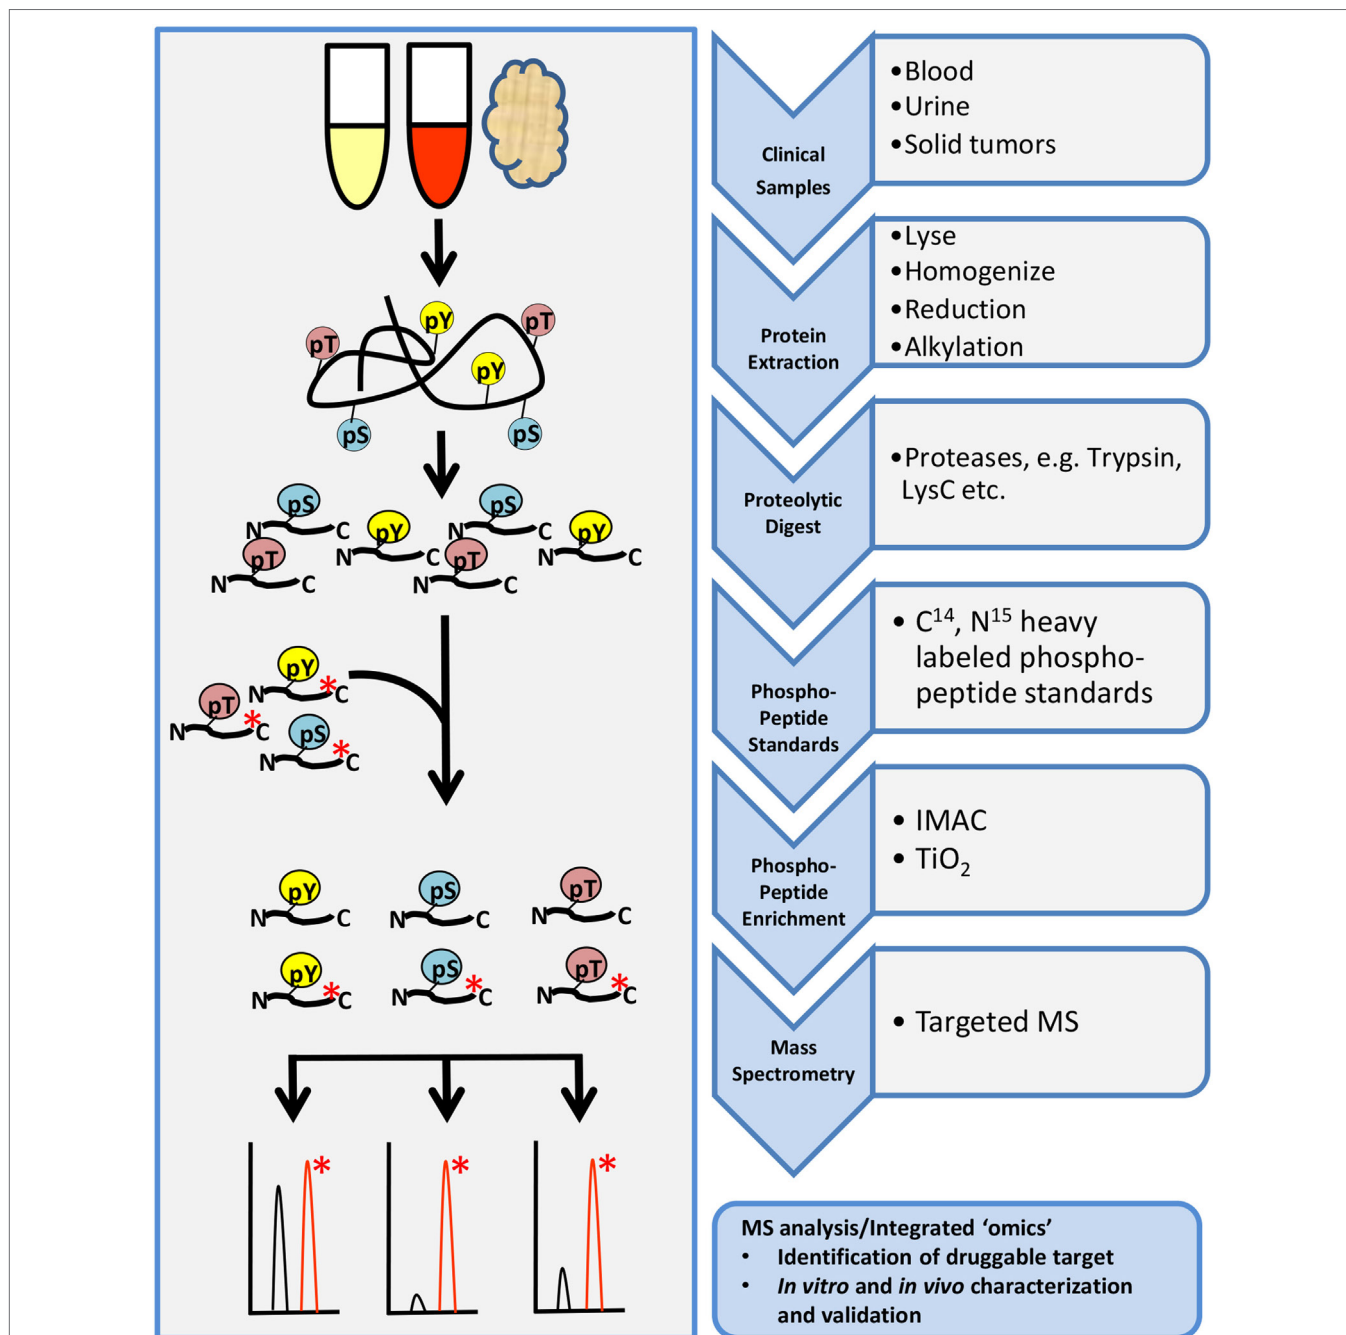 Clinical
Samples
•Blood
•Urine
•Solid tumors
Protein
Extraction
•Lyse
•Homogenize
•Reduction
•Alkylation
pY
pT
pT
pY
pS
pS
Proteolytic
Digest
•Proteases, e.g. Trypsin,
LysC etc.
pS
pS
N C
pY
N C
pY
pT
N C
pT
N C
N C
N C
Phospho-
Peptide
Standards
• C¹⁴, N¹⁵ heavy
labeled phospho-
peptide standards
pY
N * C
pT
N * C
pS
N * C
Phospho-
Peptide
Enrichment
• IMAC
• TiO₂
pY pS pT
N C N C N C
pY pS pT
N * C N * C N * C
Mass
Spectrometry
• Targeted MS
* * *
MS analysis/Integrated ‘omics’
• Identification of druggable target
• In vitro and in vivo characterization
and validation